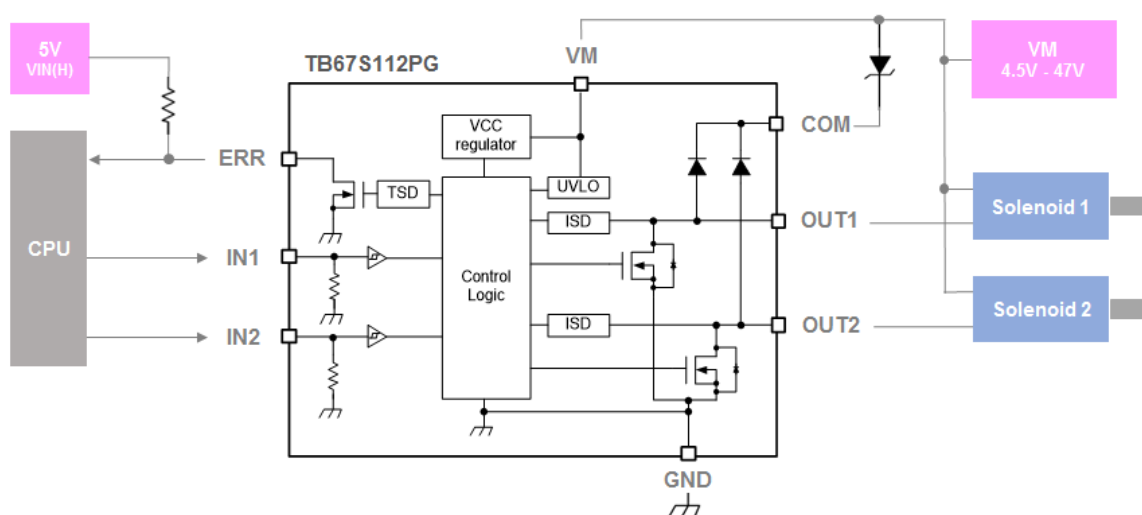 5V
VIN(H)
VM
VM
4.5V - 47V
TB67S112PG
VCC
regulator
COM
ERR
TSD
UVLO
ISD
OUT1
Solenoid 1
CPU
IN1
Control
Logic
IN2
ISD
OUT2
Solenoid 2
GND